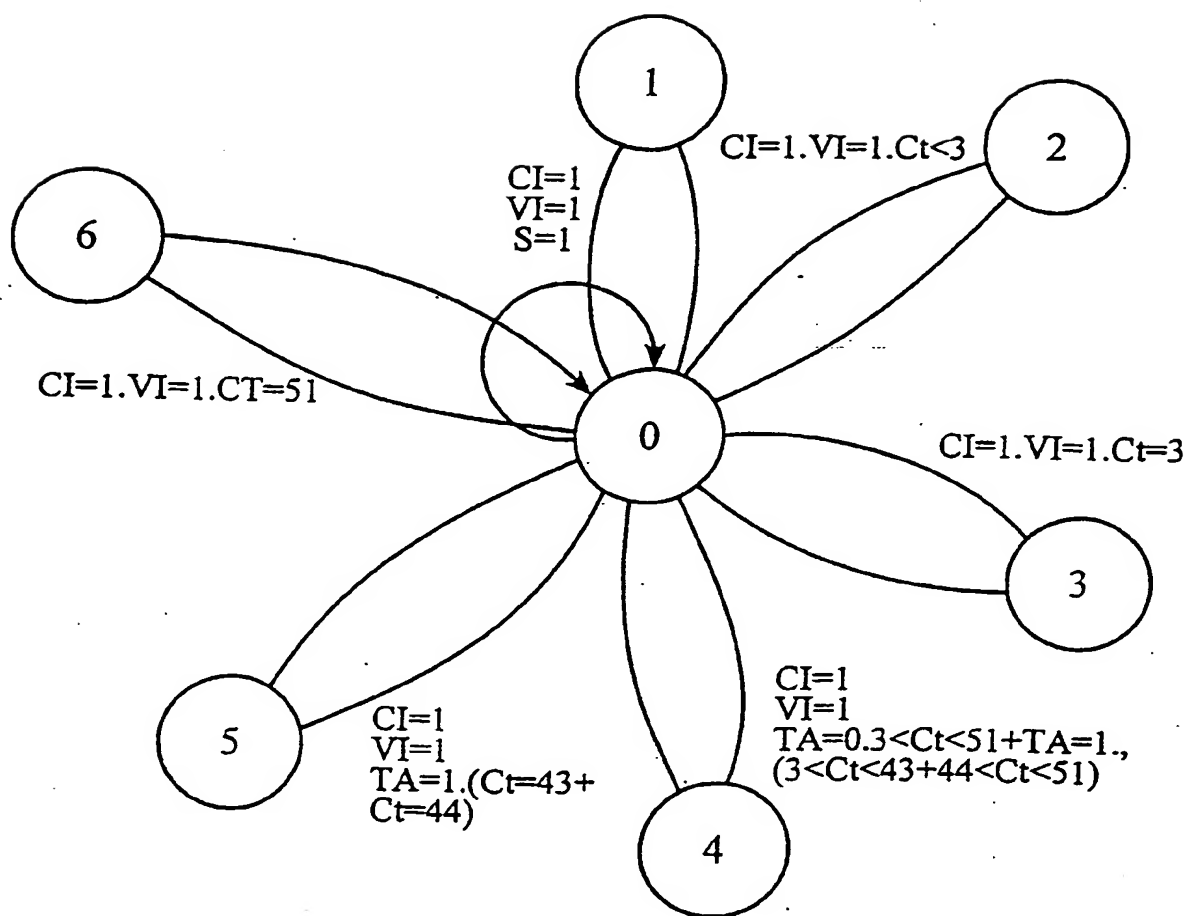 1
CI=1.VI=1.Ct<3
2
CI=1
VI=1
S=1
6
CI=1.VI=1.CT=51
0
CI=1.VI=1.Ct=3
3
CI=1
VI=1
TA=0.3<Ct<51+TA=1.,
(3<Ct<43+44<Ct<51)
5
CI=1
VI=1
TA=1.(Ct=43+
Ct=44)
4